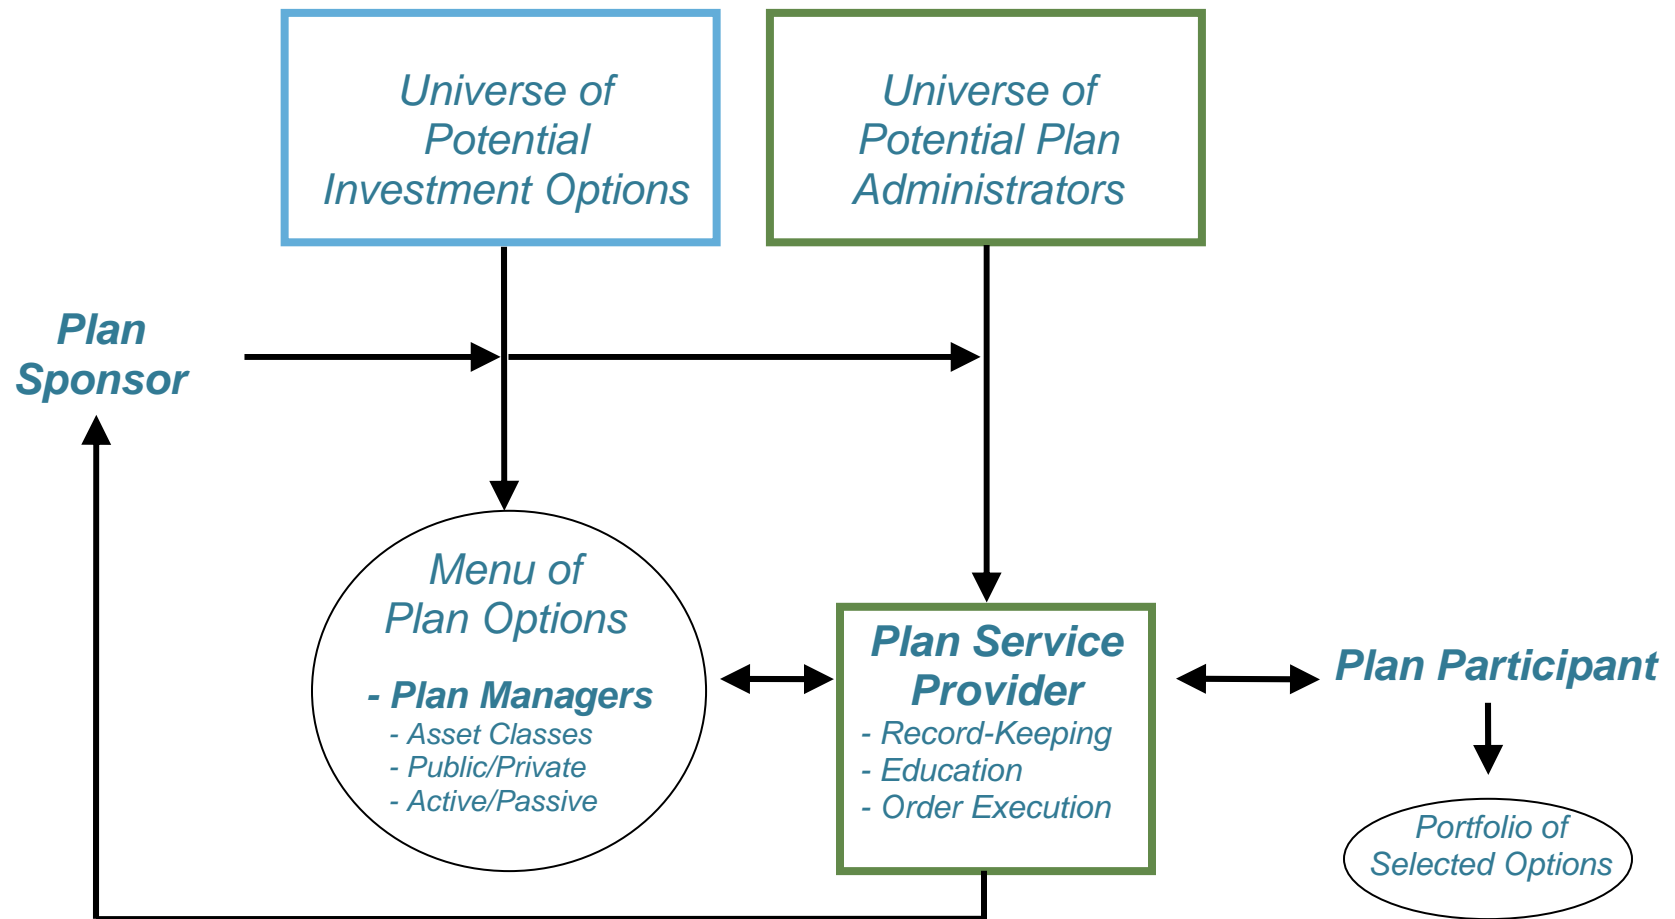 Universe of
Potential
Investment Options
Universe of
Potential Plan
Administrators
Plan
Sponsor
Menu of
Plan Options
- Plan Managers
- Asset Classes
- Public/Private
- Active/Passive
Plan Service
Provider
- Record-Keeping
- Education
- Order Execution
Plan Participant
Portfolio of
Selected Options